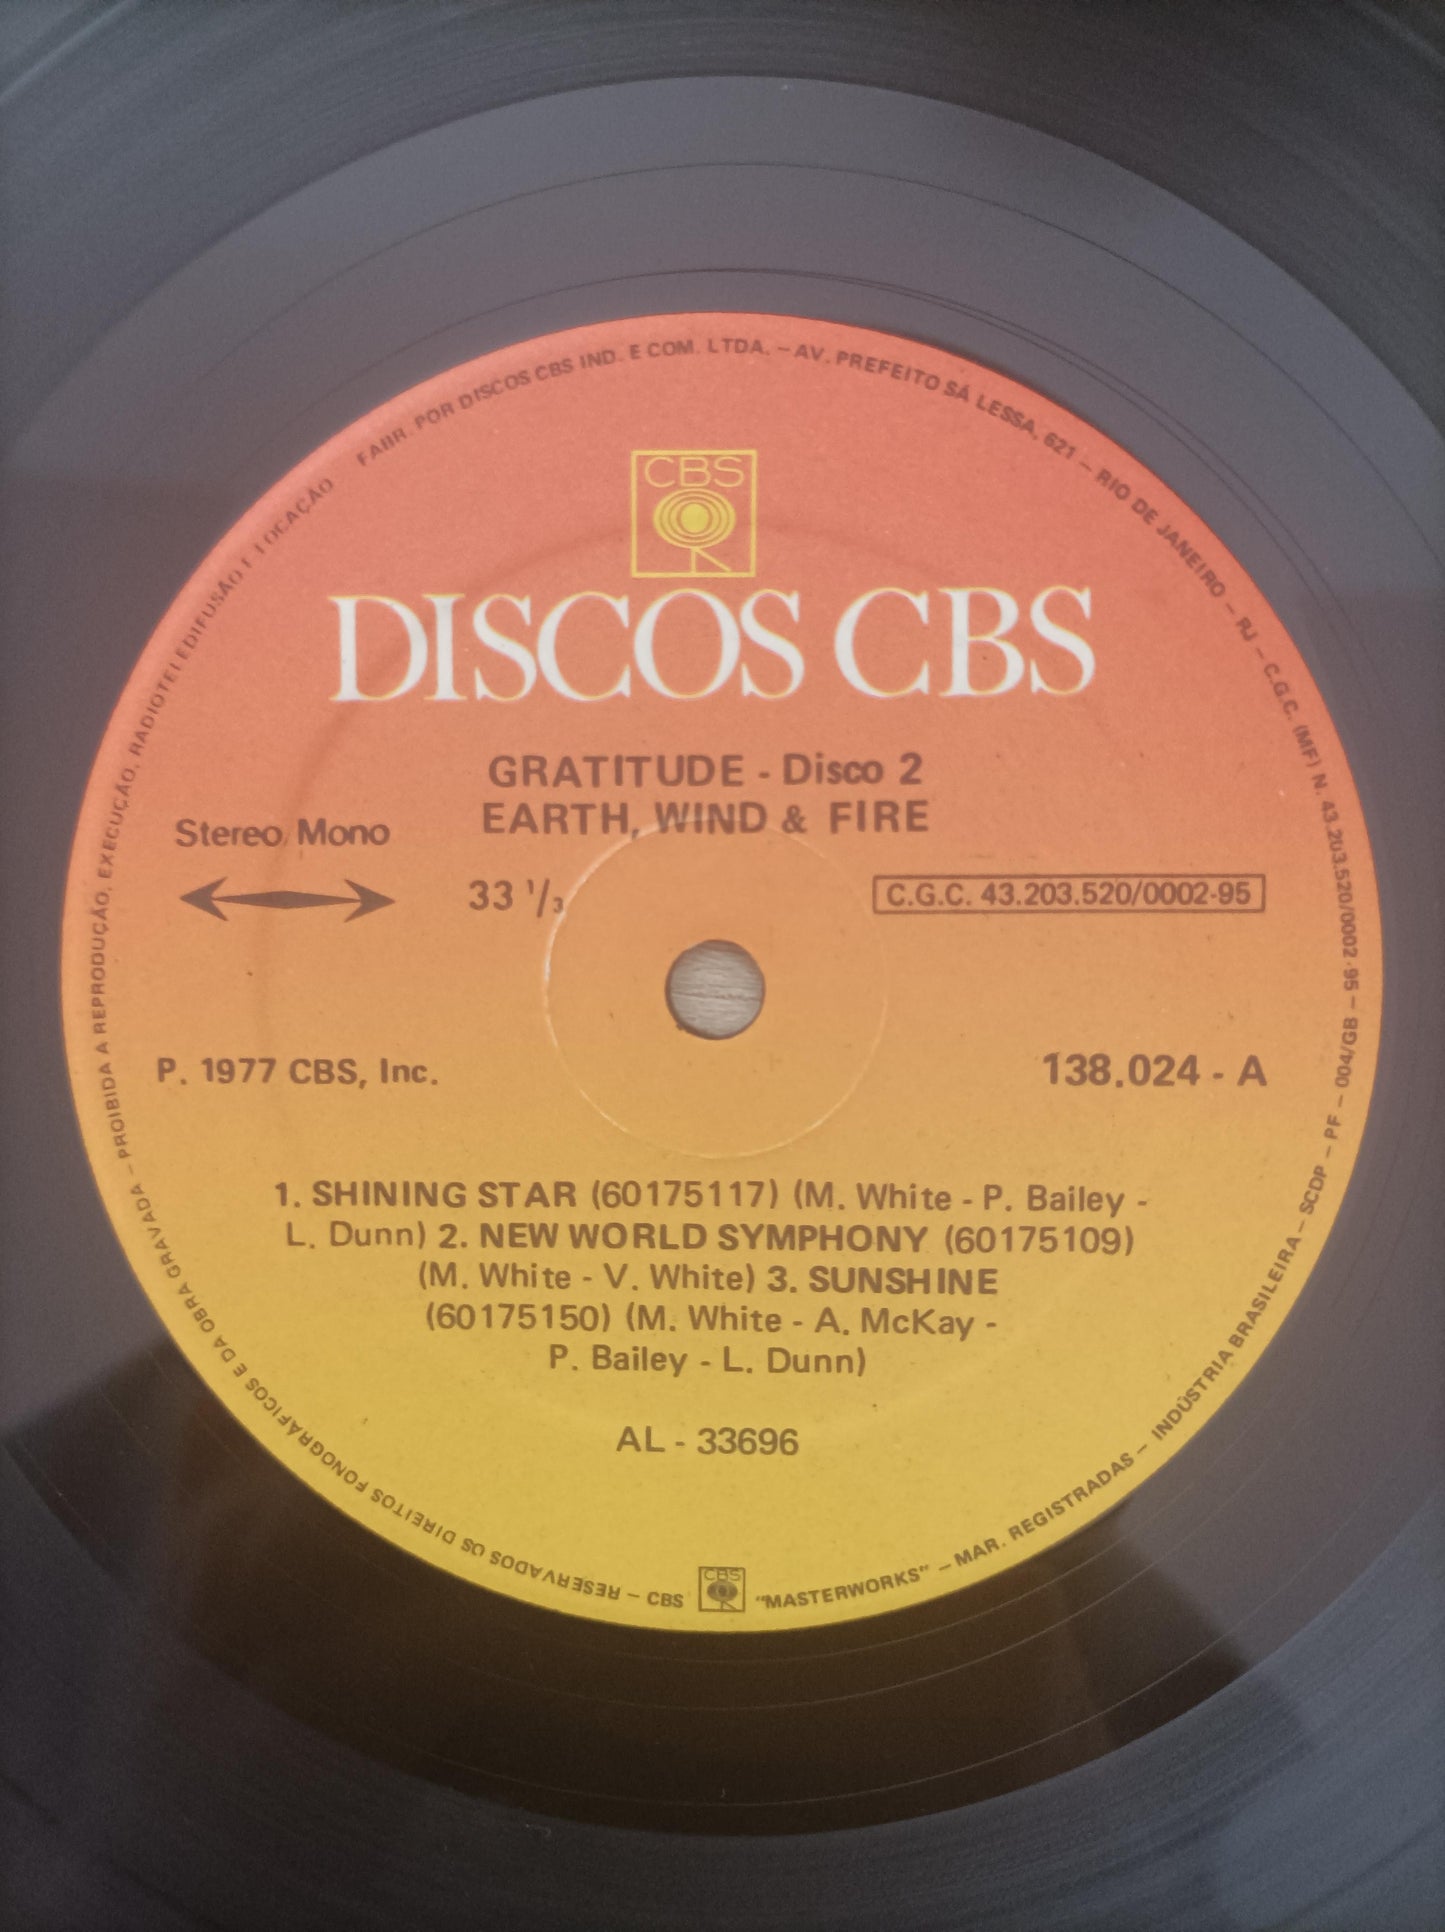 FABR. POR DISCOS CBS IND. E COM. LTDA. – AV. PREFEITO SÁ LESSA, 621 – RIO DE JANEIRO – RJ – C.G.C. (MF) N. 43.203.520/0002-95 – 004/GB – PF – SCDP – INDÚSTRIA BRASILEIRA – MAR. REGISTRADAS – "MASTERWORKS" CBS CBS – RESERVADOS OS DIREITOS FONOGRÁFICOS E DA OBRA GRAVADA – PROIBIDA A REPRODUÇÃO, EXECUÇÃO, RADIOTELEDIFUSÃO E LOCAÇÃO
CBS
DISCOS CBS
GRATITUDE - Disco 2
EARTH, WIND & FIRE
Stereo/Mono
33 1/3
C.G.C. 43.203.520/0002-95
P. 1977 CBS, Inc.
138.024 - A
1. SHINING STAR (60175117) (M. White - P. Bailey -
L. Dunn) 2. NEW WORLD SYMPHONY (60175109)
(M. White - V. White) 3. SUNSHINE
(60175150) (M. White - A. McKay -
P. Bailey - L. Dunn)
AL - 33696